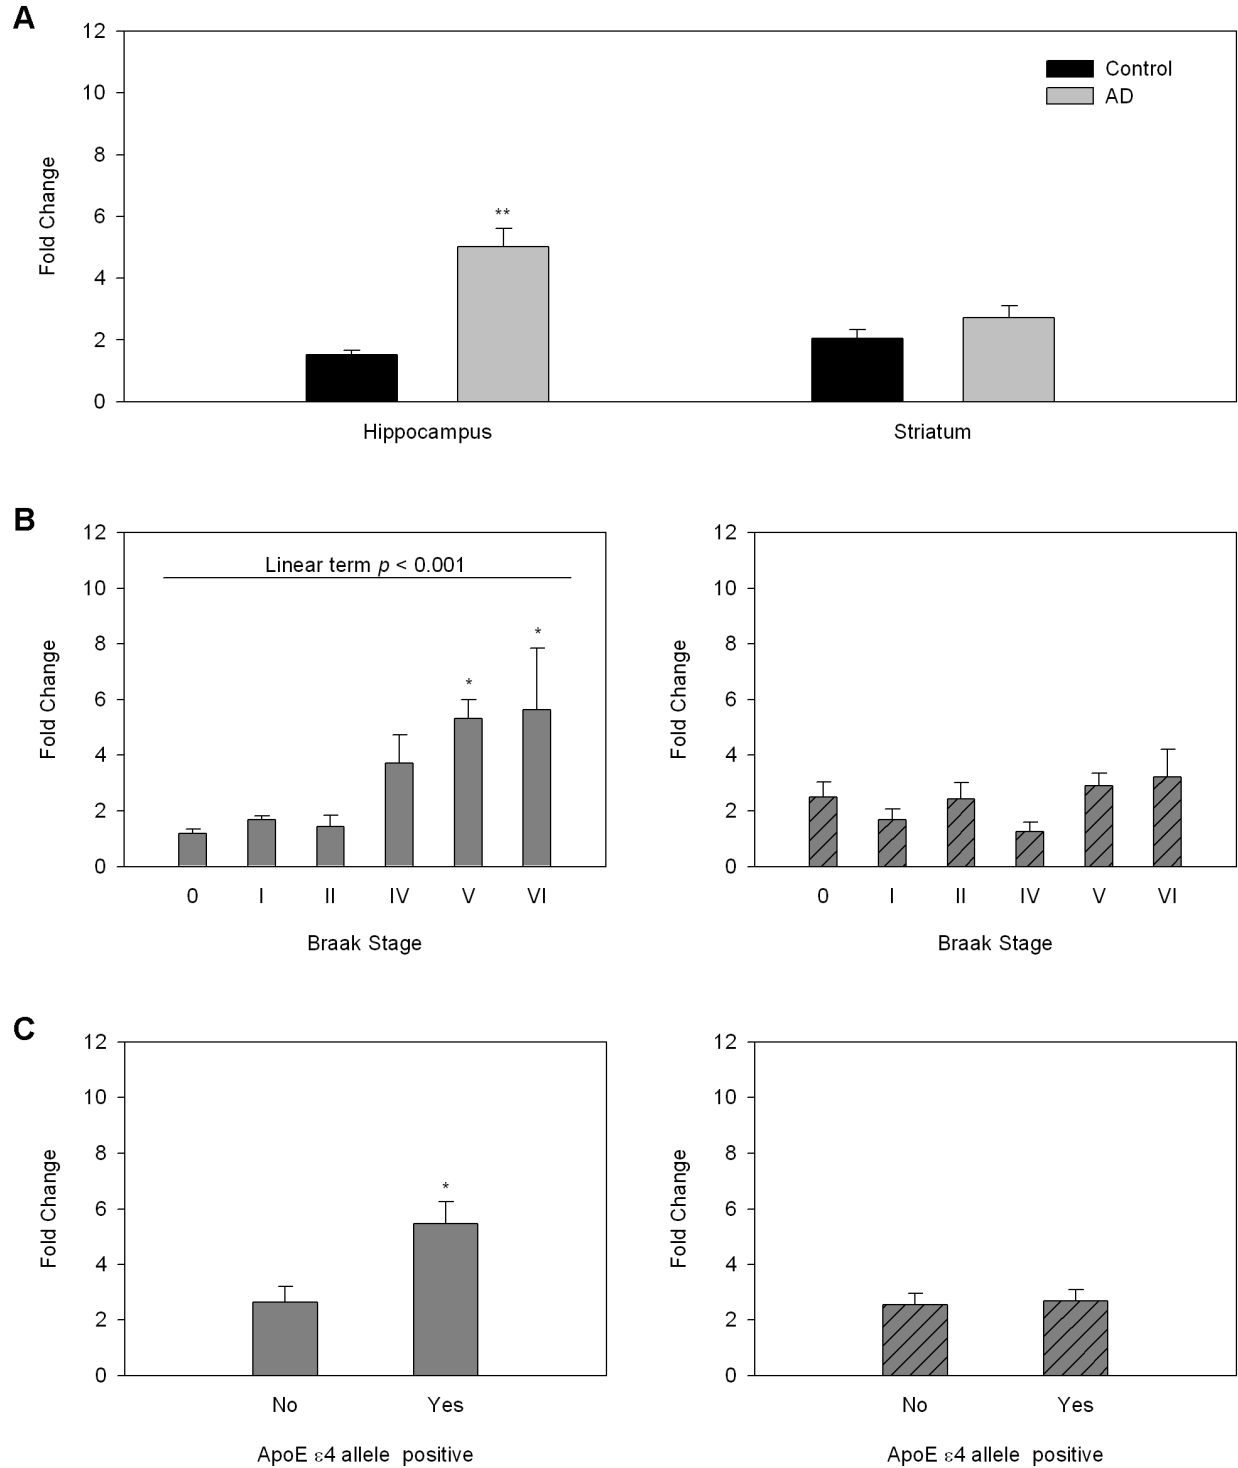 A
12
10
8
6
4
2
0
Fold Change
Control
AD
**
Hippocampus
Striatum
B
12
10
8
6
4
2
0
Fold Change
Linear term p < 0.001
*
*
0 I II IV V VI
Braak Stage
12
10
8
6
4
2
0
Fold Change
0 I II IV V VI
Braak Stage
C
12
10
8
6
4
2
0
Fold Change
*
No Yes
ApoE ε4 allele positive
12
10
8
6
4
2
0
Fold Change
No Yes
ApoE ε4 allele positive